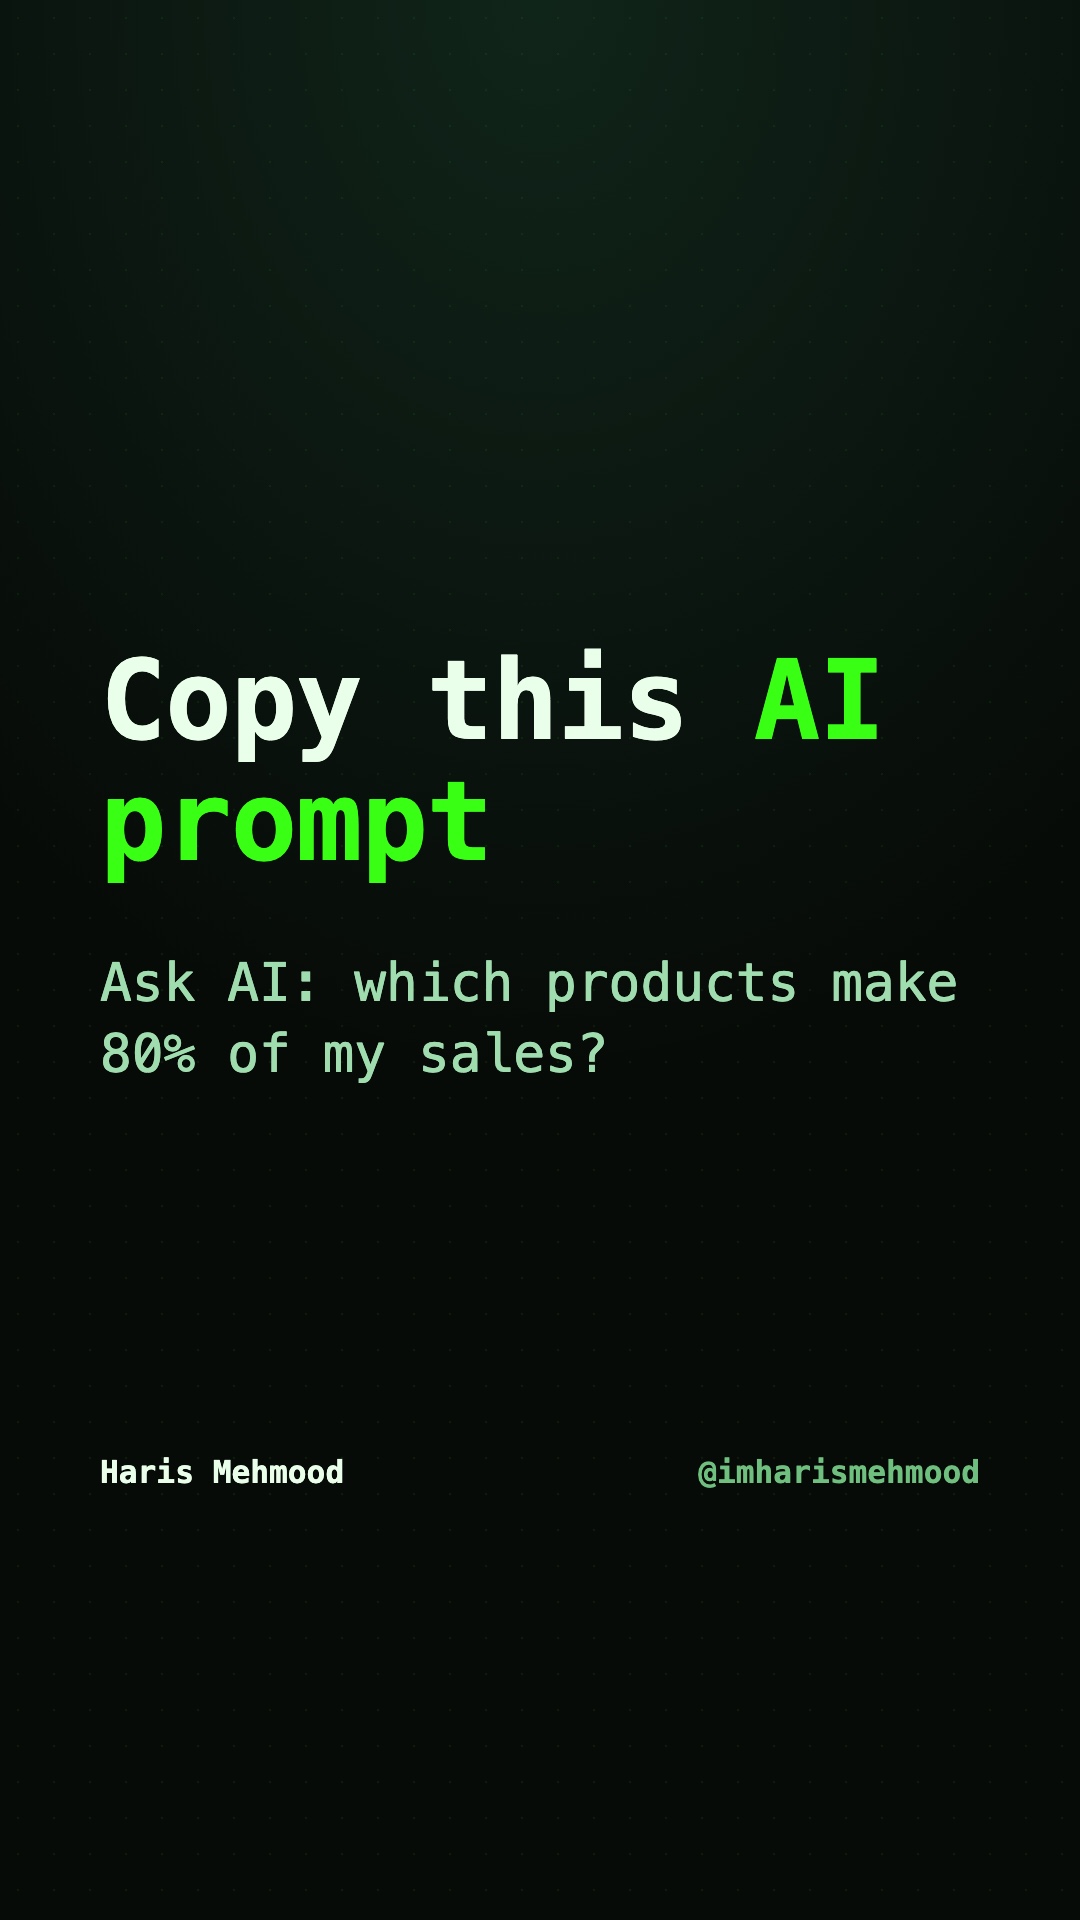 Copy this AI
prompt
Ask AI: which products make
80% of my sales?
Haris Mehmood
@imharismehmood